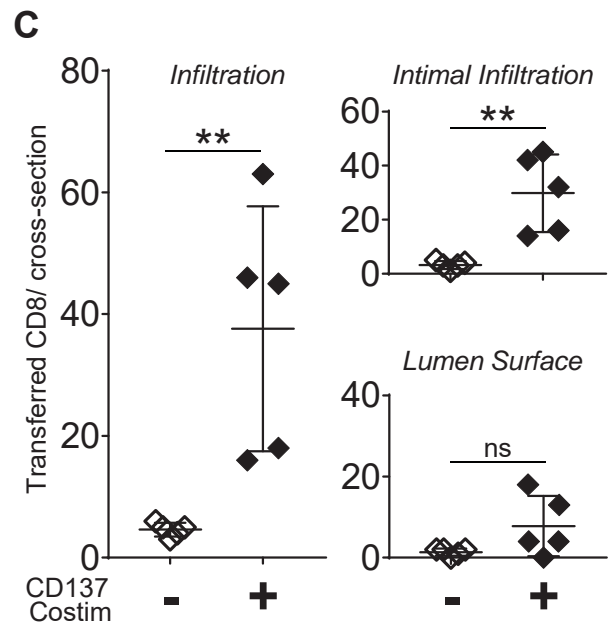 C
Infiltration
80
60
40
20
0
**
Transferred CD8/ cross-section
Intimal Infiltration
60
40
20
0
**
Lumen Surface
40
20
0
ns
CD137
Costim
- +
- +